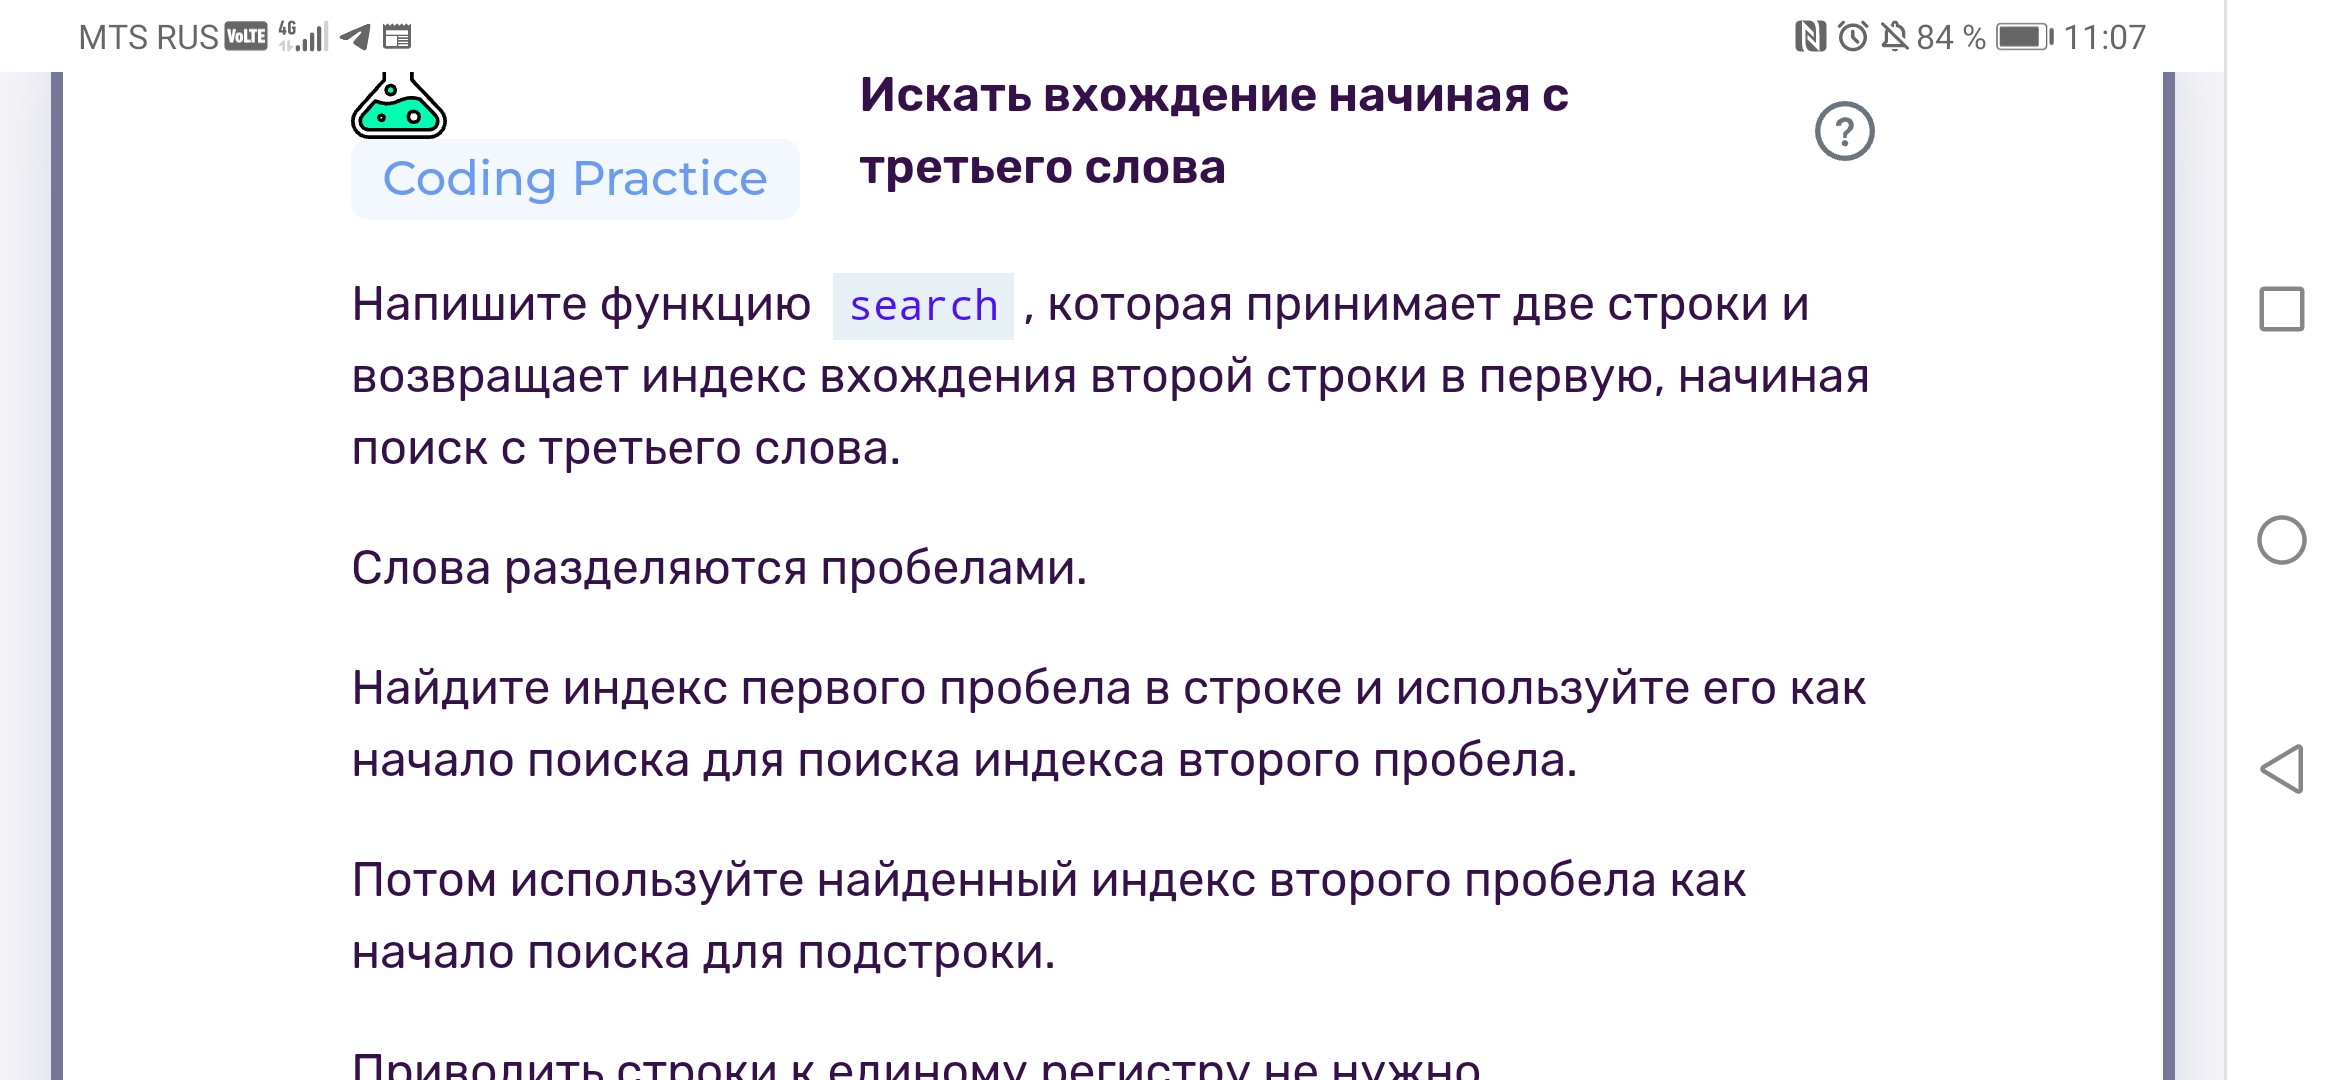 MTS RUS VoLTE 4G 84 % 11:07
Искать вхождение начиная с
третьего слова
?
Coding Practice
Напишите функцию search , которая принимает две строки и
возвращает индекс вхождения второй строки в первую, начиная
поиск с третьего слова.
Слова разделяются пробелами.
Найдите индекс первого пробела в строке и используйте его как
начало поиска для поиска индекса второго пробела.
Потом используйте найденный индекс второго пробела как
начало поиска для подстроки.
Приводить строки к единому регистру не нужно